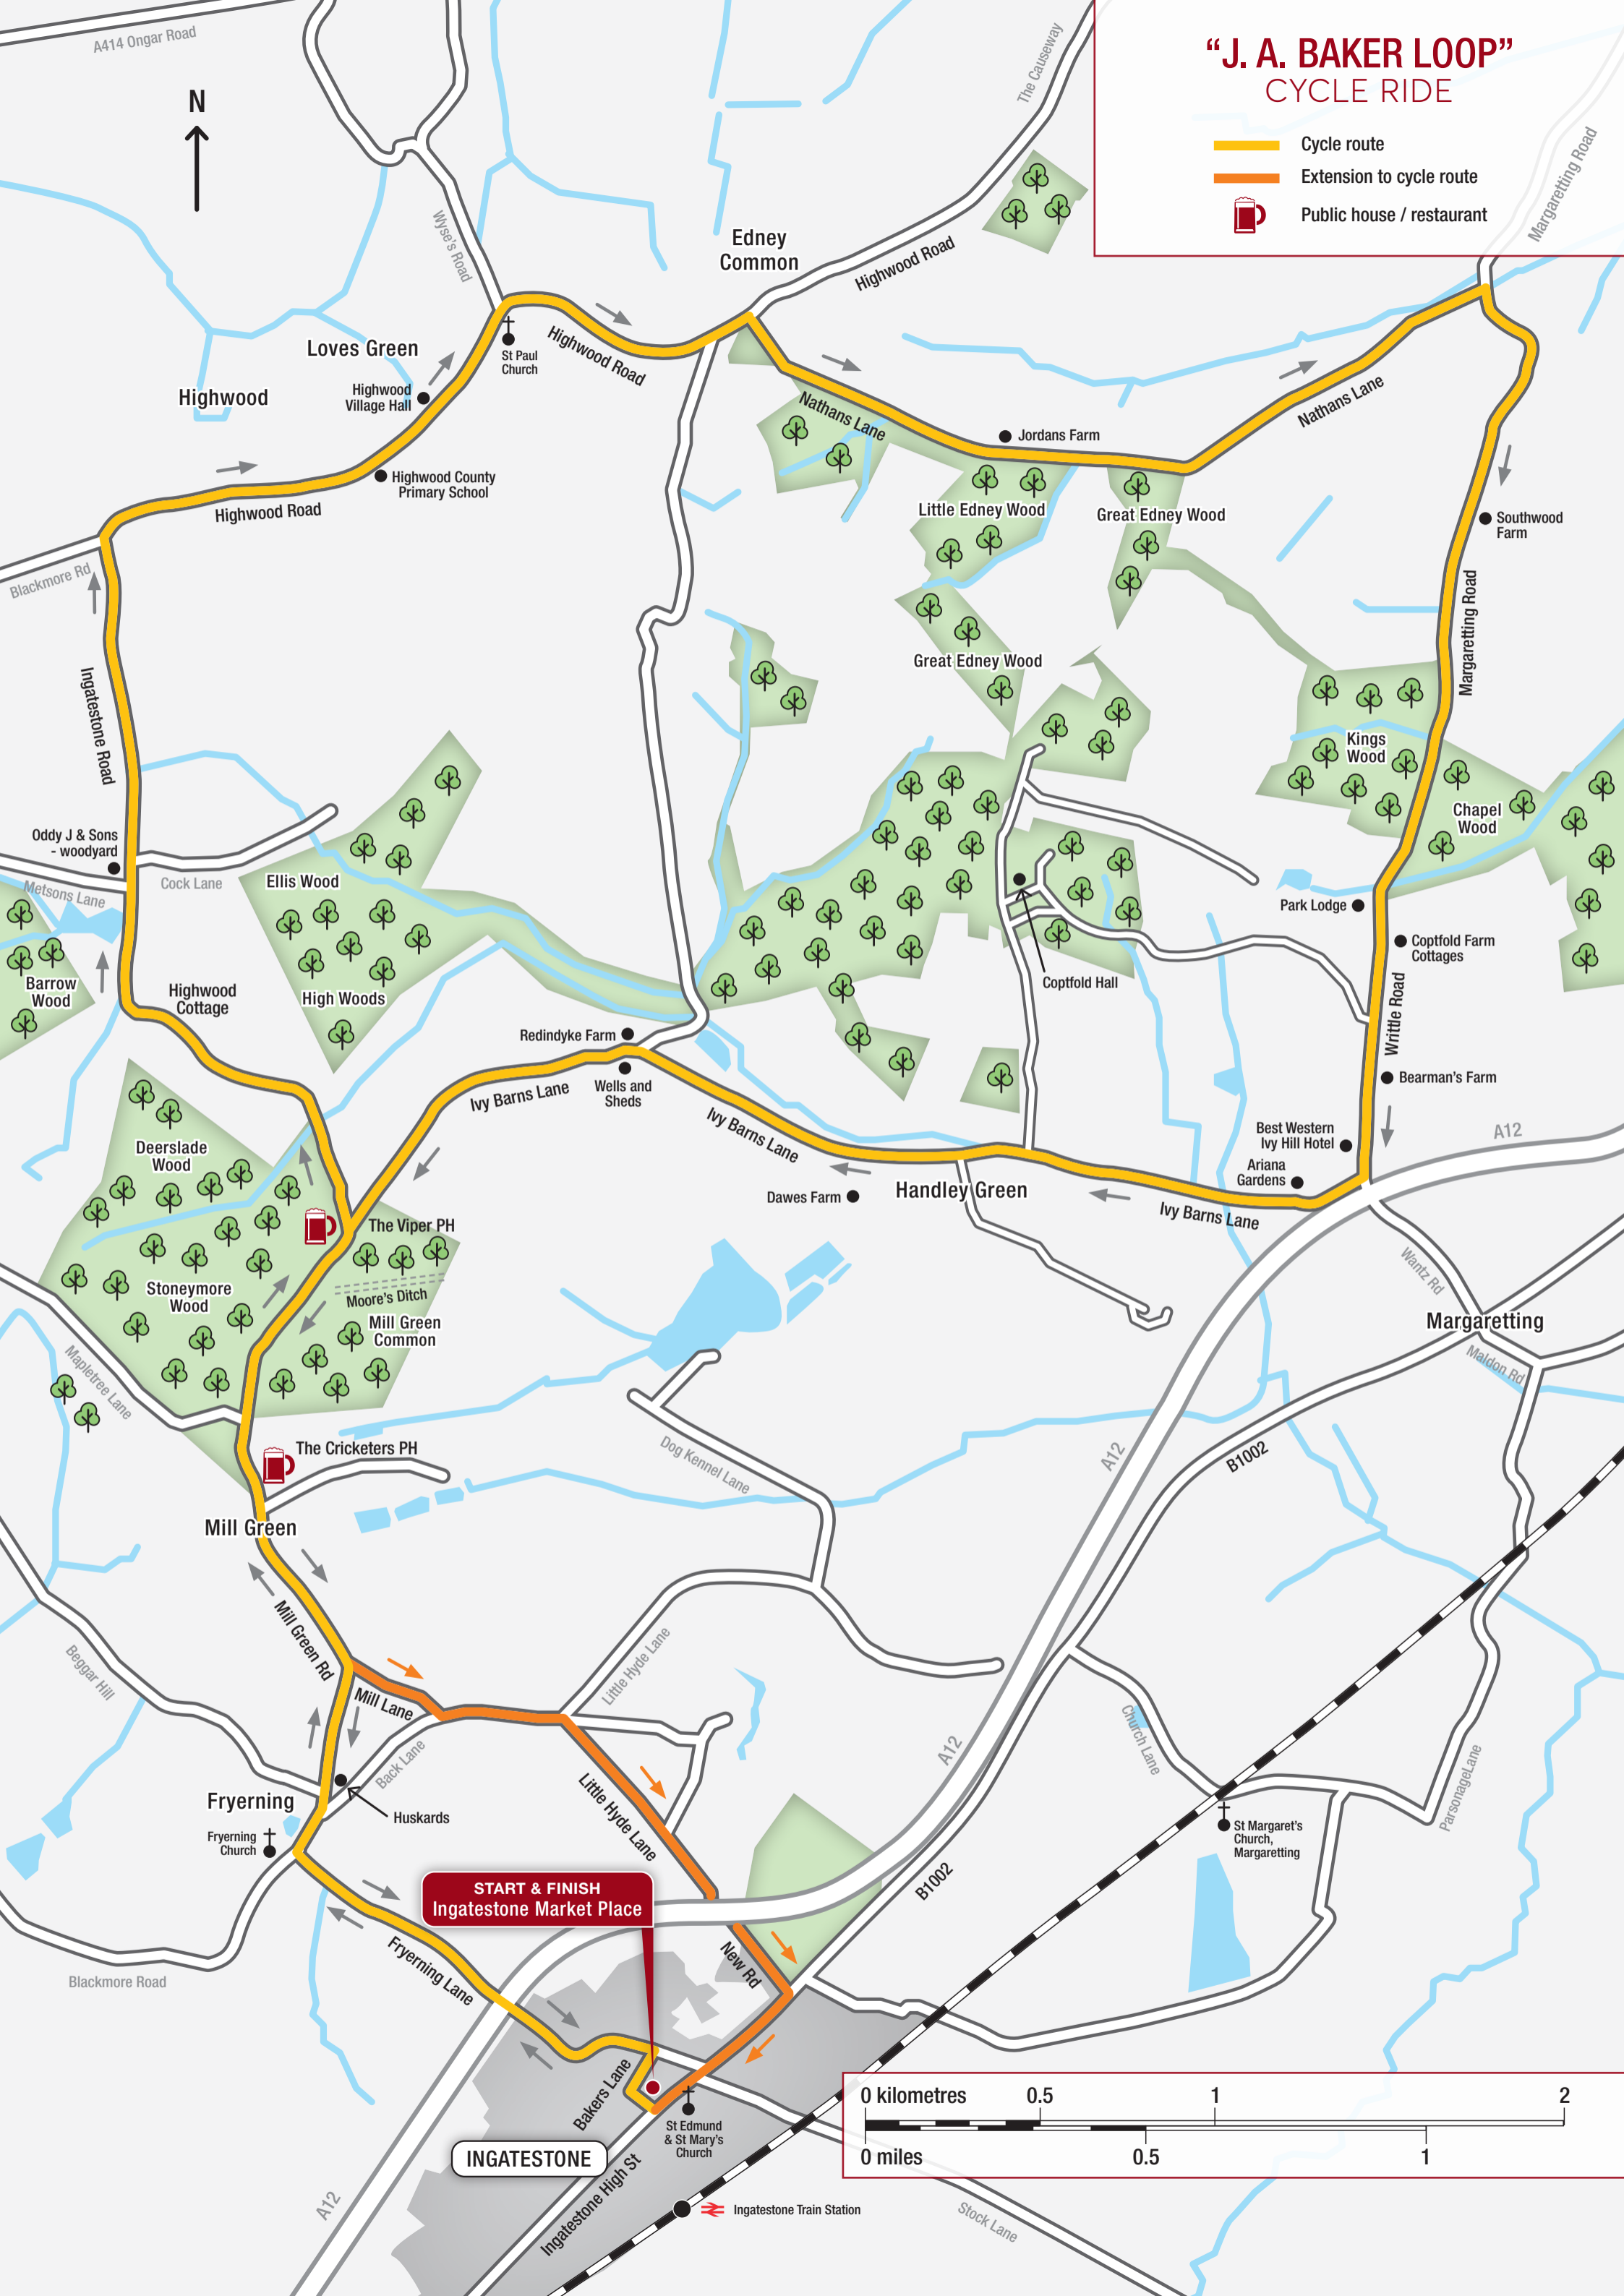 “J. A. BAKER LOOP”
CYCLE RIDE
Cycle route
Extension to cycle route
Public house / restaurant
A414 Ongar Road
N
The Causeway
Margaretting Road
Wyse's Road
Edney
Common
Highwood Road
Loves Green
St Paul
Church
Highwood Road
Highwood
Highwood
Village Hall
Nathans Lane
Nathans Lane
Jordans Farm
Highwood County
Primary School
Highwood Road
Little Edney Wood
Great Edney Wood
Southwood
Farm
Blackmore Rd
Margaretting Road
Great Edney Wood
Ingatestone Road
Kings
Wood
Chapel
Wood
Oddy J & Sons
- woodyard
Cock Lane
Metsons Lane
Ellis Wood
Park Lodge
Coptfold Farm
Cottages
Barrow
Wood
Highwood
Cottage
High Woods
Coptfold Hall
Writtle Road
Redindyke Farm
Wells and
Sheds
Ivy Barns Lane
Ivy Barns Lane
Bearman's Farm
Deerslade
Wood
Best Western
Ivy Hill Hotel
A12
Ariana
Gardens
Dawes Farm
Handley Green
Ivy Barns Lane
The Viper PH
Wantz Rd
Stoneymore
Wood
Moore's Ditch
Mill Green
Common
Margaretting
Maldon Rd
Mapletree Lane
The Cricketers PH
Dog Kennel Lane
A12
B1002
Mill Green
Mill Green Rd
Beggar Hill
Little Hyde Lane
Mill Lane
Back Lane
A12
Church Lane
ParsonageLane
Little Hyde Lane
Fryerning
Huskards
Fryerning
Church
St Margaret's
Church,
Margaretting
START & FINISH
Ingatestone Market Place
B1002
Fryerning Lane
New Rd
Blackmore Road
Bakers Lane
St Edmund
& St Mary's
Church
INGATESTONE
Ingatestone High St
A12
Ingatestone Train Station
Stock Lane
0 kilometres 0.5 1 2
0 miles 0.5 1